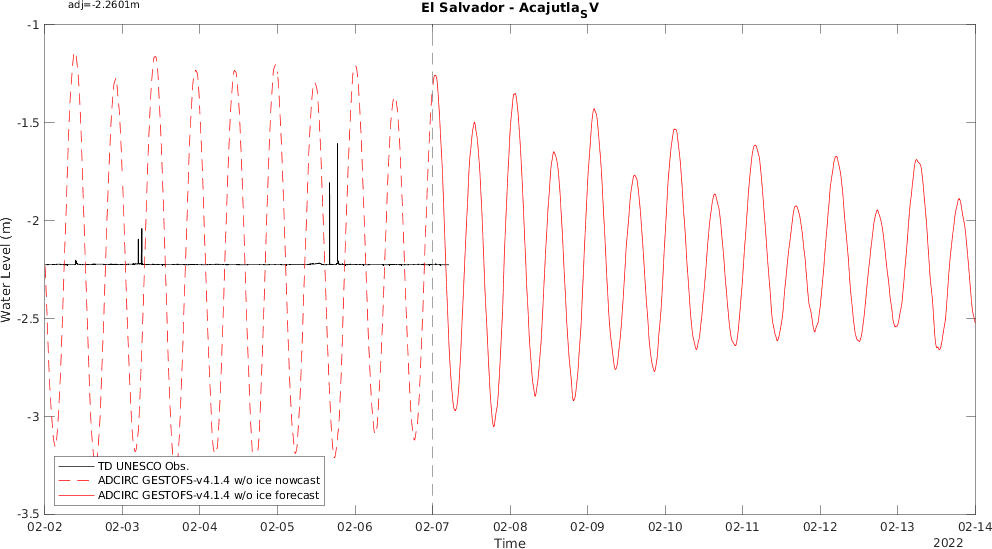 adj=-2.2601m
El Salvador - AcajutlaSV
-1
-1.5
-2
-2.5
-3
-3.5
Water Level (m)
TD UNESCO Obs.
ADCIRC GESTOFS-v4.1.4 w/o ice nowcast
ADCIRC GESTOFS-v4.1.4 w/o ice forecast
02-02 02-03 02-04 02-05 02-06 02-07 02-08 02-09 02-10 02-11 02-12 02-13 02-14
Time
2022